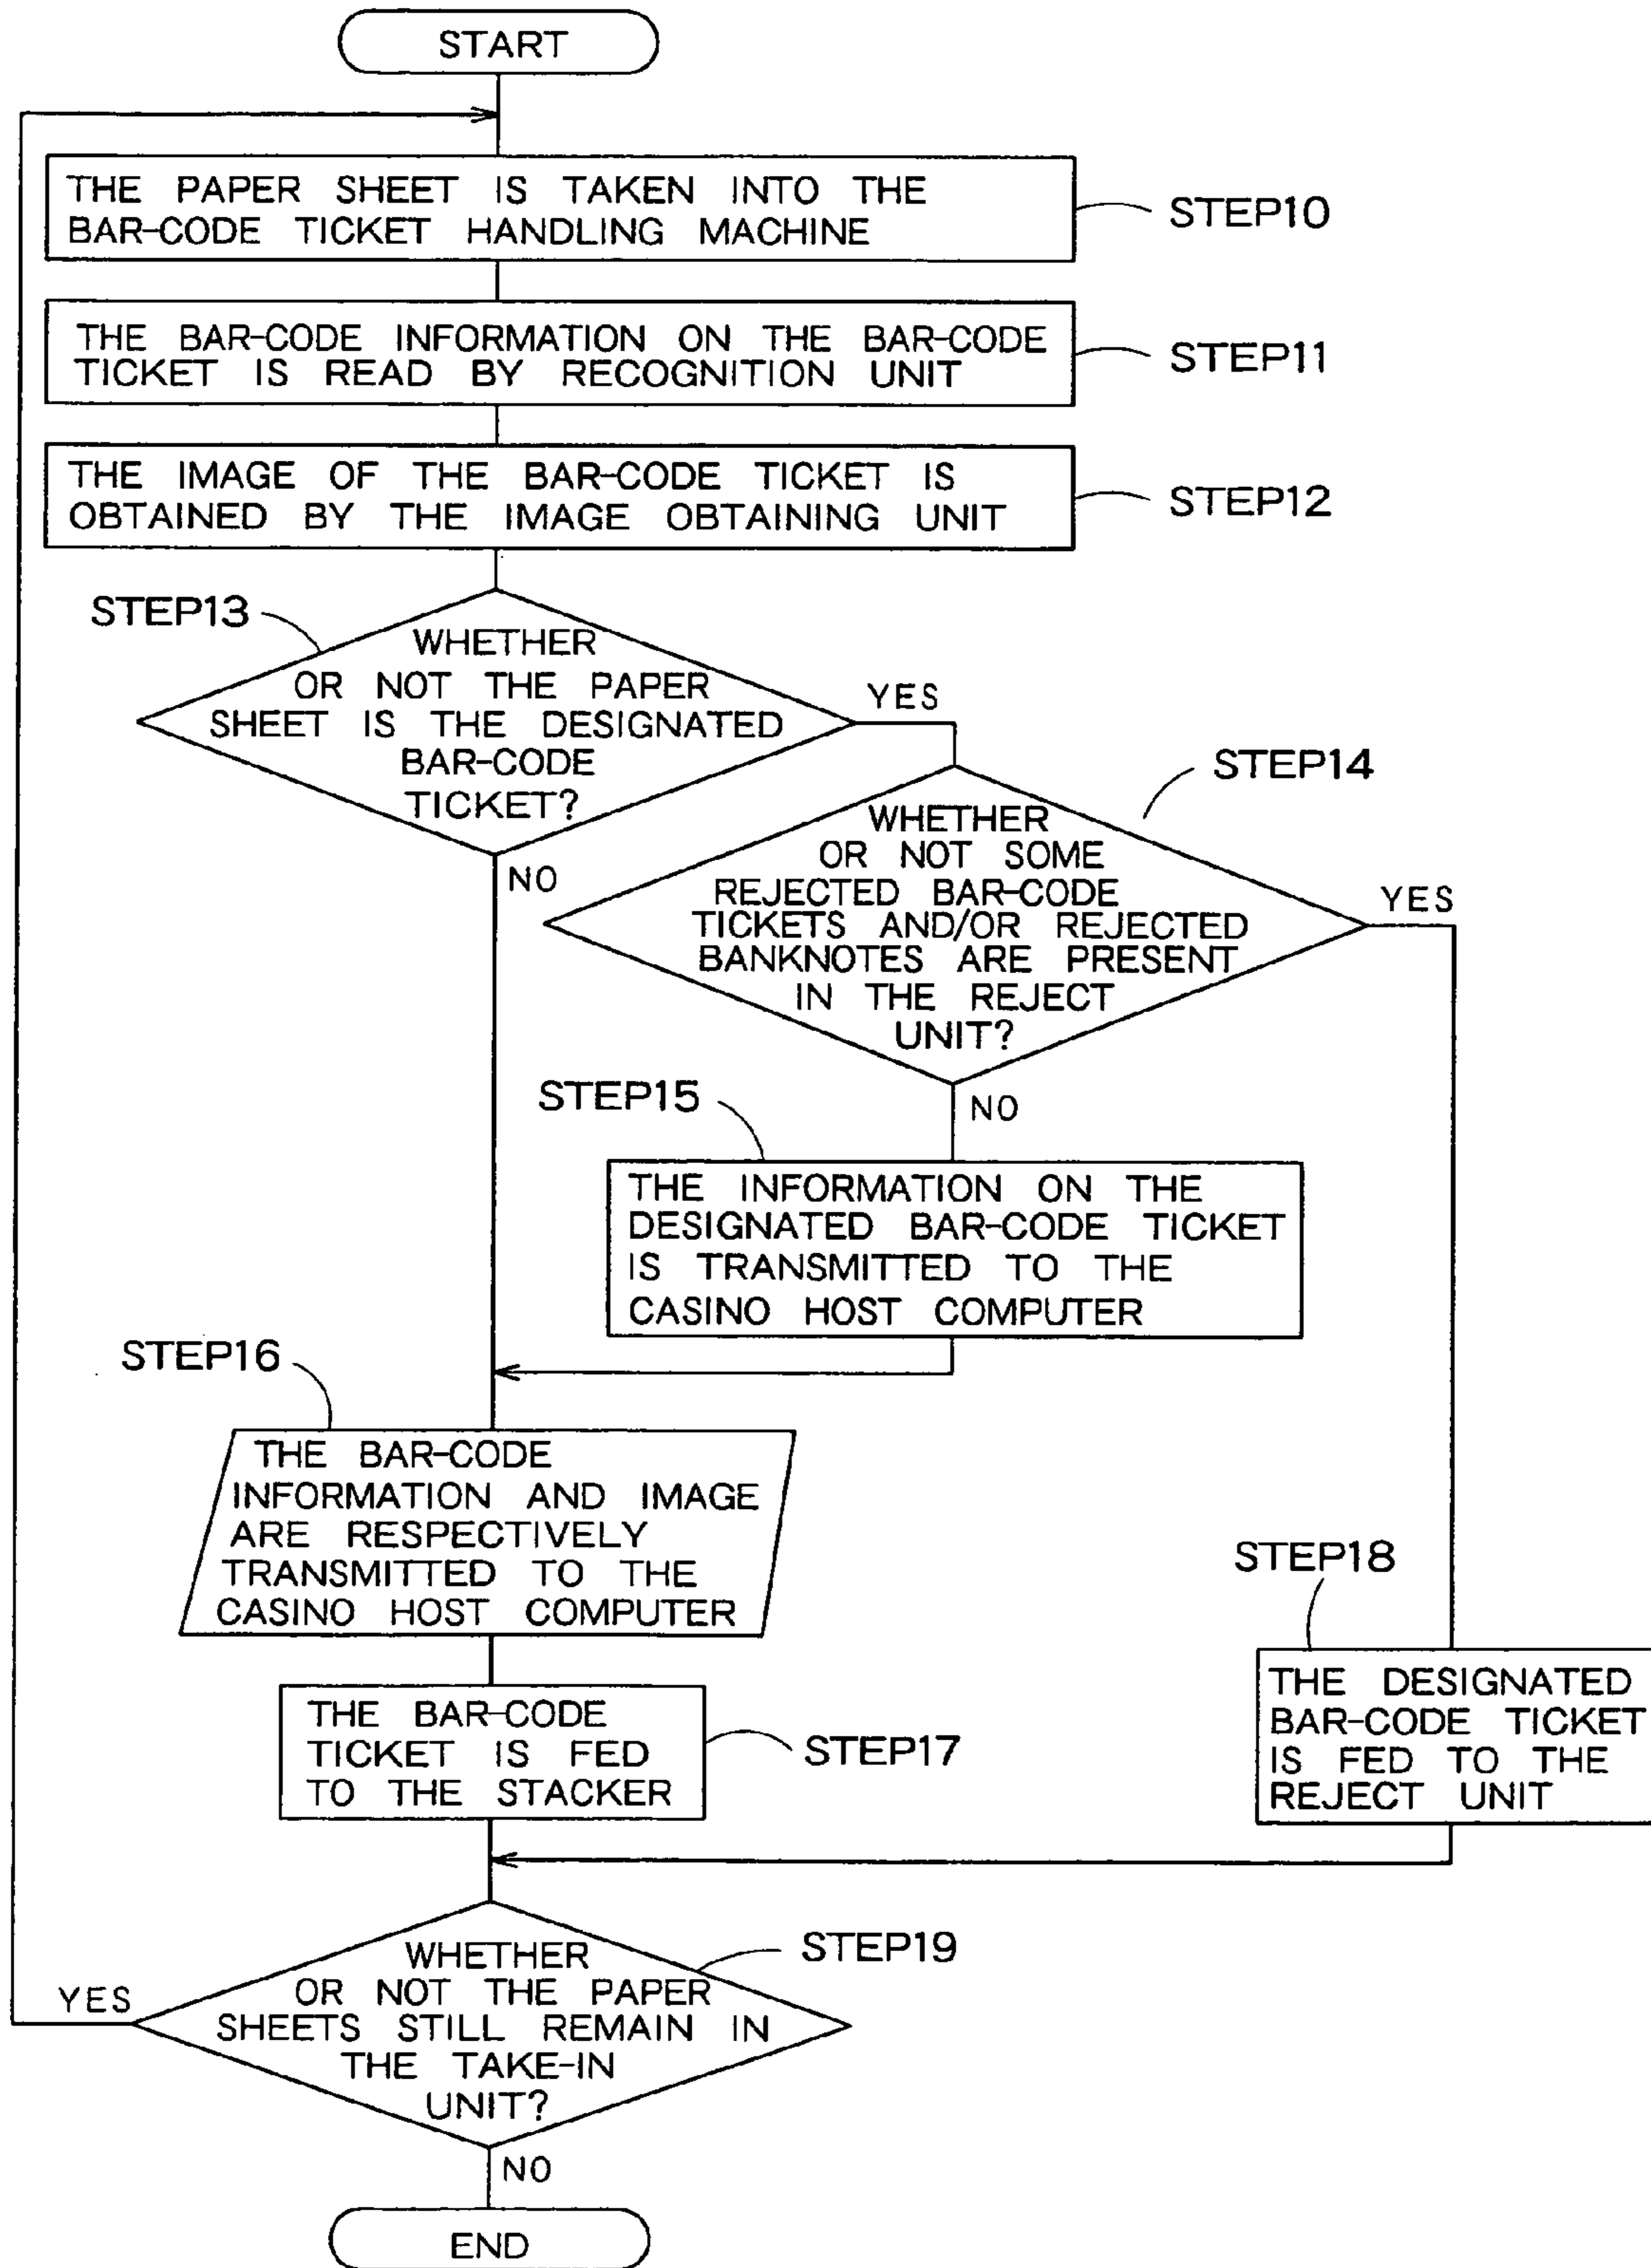 START
THE PAPER SHEET IS TAKEN INTO THE
BAR-CODE TICKET HANDLING MACHINE
STEP10
THE BAR-CODE INFORMATION ON THE BAR-CODE
TICKET IS READ BY RECOGNITION UNIT
STEP11
THE IMAGE OF THE BAR-CODE TICKET IS
OBTAINED BY THE IMAGE OBTAINING UNIT
STEP12
STEP13
WHETHER
OR NOT THE PAPER
SHEET IS THE DESIGNATED
BAR-CODE
TICKET?
YES
NO
STEP14
WHETHER
OR NOT SOME
REJECTED BAR-CODE
TICKETS AND/OR REJECTED
BANKNOTES ARE PRESENT
IN THE REJECT
UNIT?
YES
NO
STEP15
THE INFORMATION ON THE
DESIGNATED BAR-CODE TICKET
IS TRANSMITTED TO THE
CASINO HOST COMPUTER
STEP16
THE BAR-CODE
INFORMATION AND IMAGE
ARE RESPECTIVELY
TRANSMITTED TO THE
CASINO HOST COMPUTER
THE BAR-CODE
TICKET IS FED
TO THE STACKER
STEP17
STEP18
THE DESIGNATED
BAR-CODE TICKET
IS FED TO THE
REJECT UNIT
STEP19
WHETHER
OR NOT THE PAPER
SHEETS STILL REMAIN IN
THE TAKE-IN
UNIT?
YES
NO
END